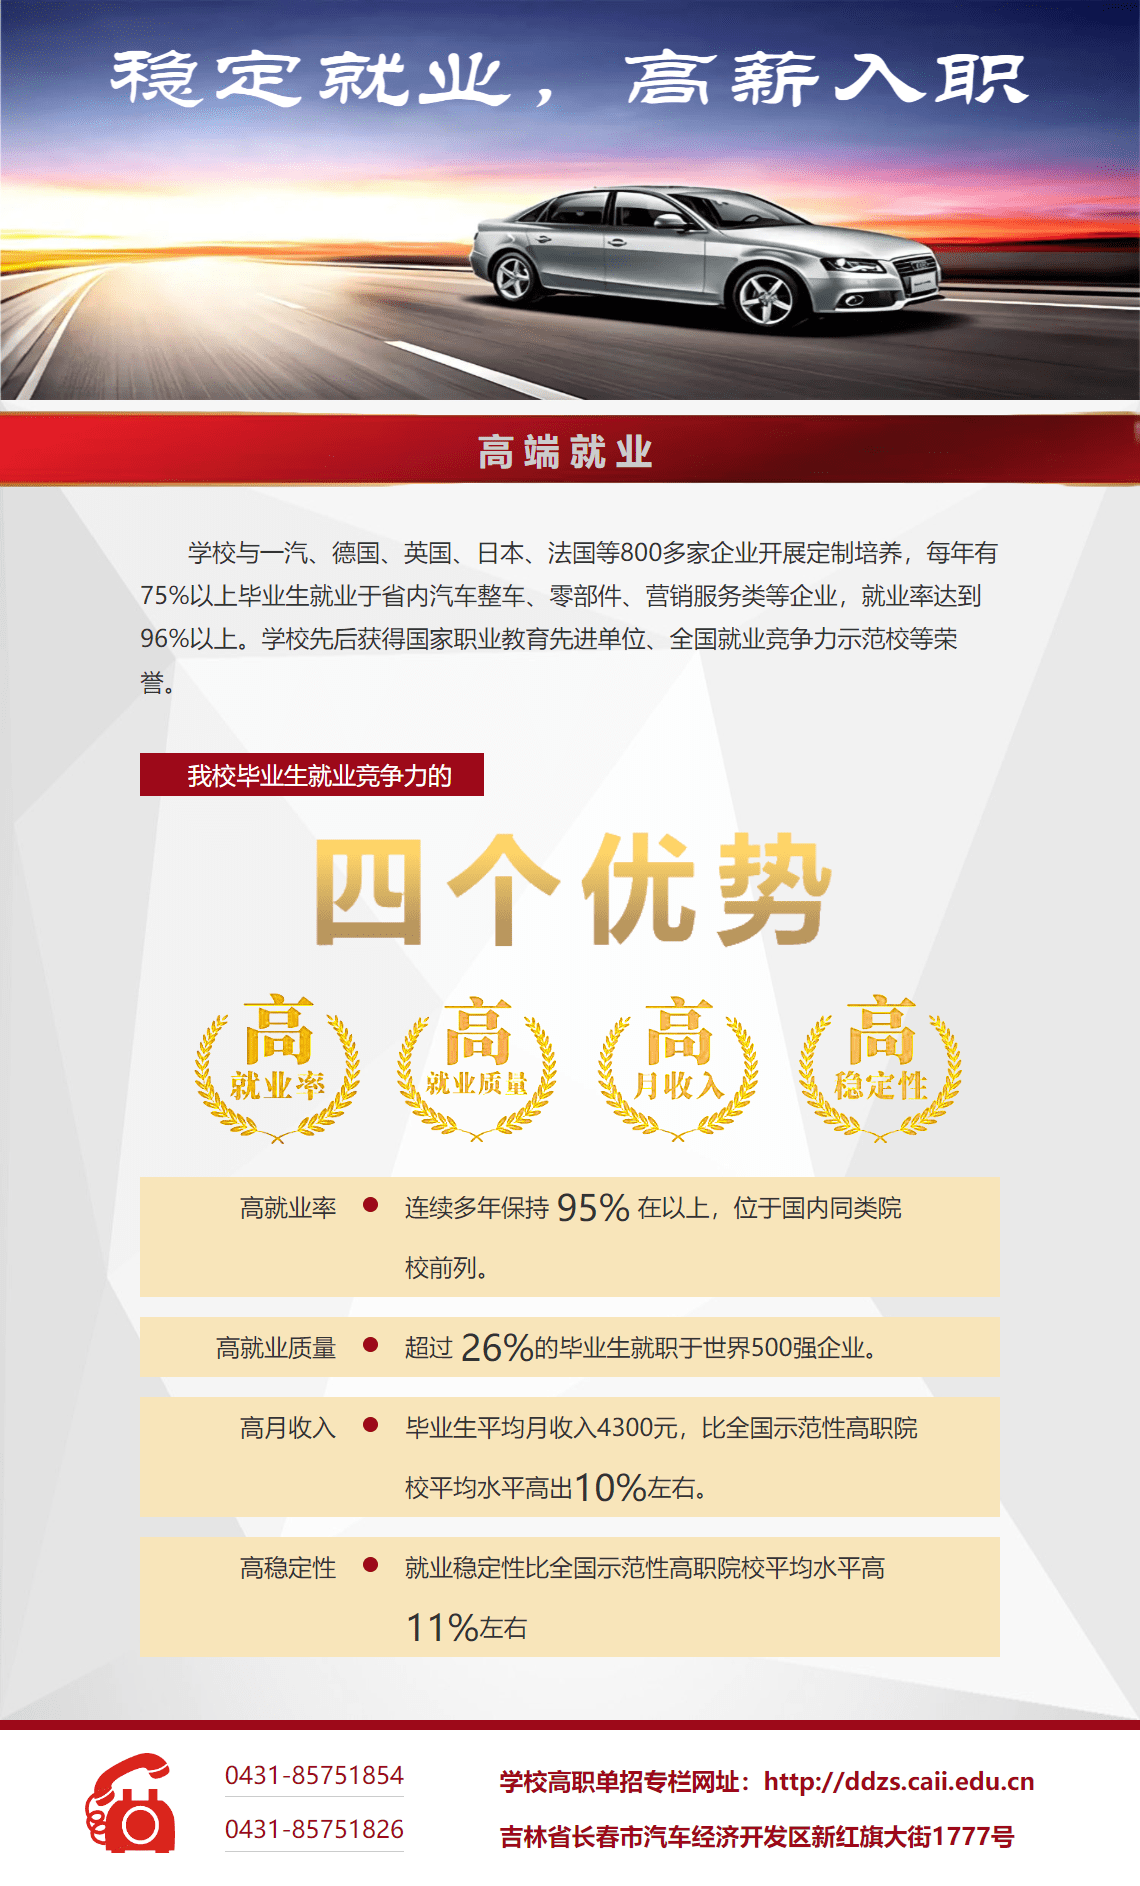 稳定就业，高薪入职
高端就业
学校与一汽、德国、英国、日本、法国等800多家企业开展定制培养，每年有
75%以上毕业生就业于省内汽车整车、零部件、营销服务类等企业，就业率达到
96%以上。学校先后获得国家职业教育先进单位、全国就业竞争力示范校等荣
誉。
我校毕业生就业竞争力的
四个优势
高 高 高 高
就业率 就业质量 月收入 稳定性
高就业率 ● 连续多年保持 95% 在以上，位于国内同类院
校前列。
高就业质量 ● 超过 26%的毕业生就职于世界500强企业。
高月收入 ● 毕业生平均月收入4300元，比全国示范性高职院
校平均水平高出10%左右。
高稳定性 ● 就业稳定性比全国示范性高职院校平均水平高
11%左右
0431-85751854
0431-85751826
学校高职单招专栏网址：http://ddzs.caii.edu.cn
吉林省长春市汽车经济开发区新红旗大街1777号